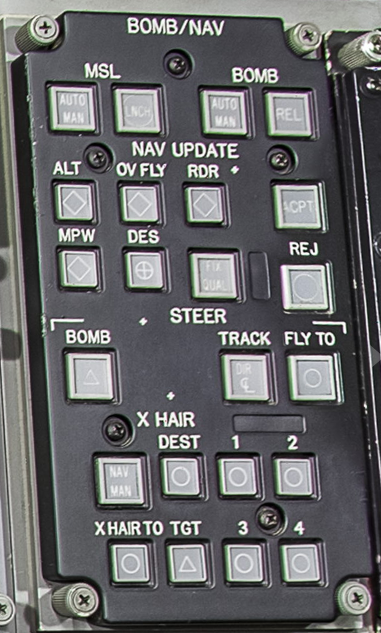 BOMB/NAV
MSL BOMB
AUTO LNCH AUTO REL
MAN MAN
NAV UPDATE
ALT OV FLY RDR
ACPT
MPW DES
REJ
FIX
QUAL
STEER
BOMB TRACK FLY TO
DIR
℄
X HAIR
DEST 1 2
NAV
MAN
X HAIR TO TGT 3 4